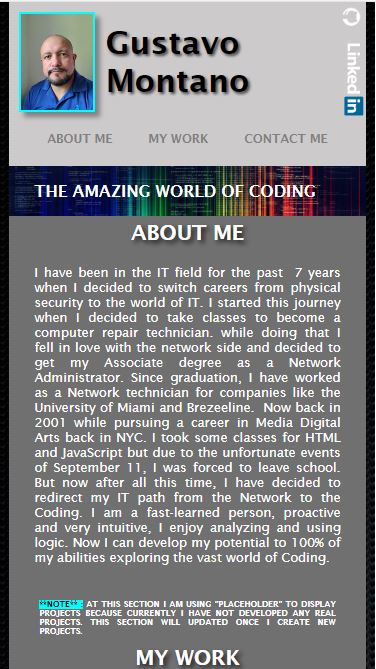 Gustavo
Montano
Linked in
ABOUT ME MY WORK CONTACT ME
THE AMAZING WORLD OF CODING
ABOUT ME
I have been in the IT field for the past 7 years
when I decided to switch careers from physical
security to the world of IT. I started this journey
when I decided to take classes to become a
computer repair technician. while doing that I
fell in love with the network side and decided to
get my Associate degree as a Network
Administrator. Since graduation, I have worked
as a Network technician for companies like the
University of Miami and Brezeeline. Now back in
2001 while pursuing a career in Media Digital
Arts back in NYC. I took some classes for HTML
and JavaScript but due to the unfortunate events
of September 11, I was forced to leave school.
But now after all this time, I have decided to
redirect my IT path from the Network to the
Coding. I am a fast-learned person, proactive
and very intuitive, I enjoy analyzing and using
logic. Now I can develop my potential to 100% of
my abilities exploring the vast world of Coding.
**NOTE** : AT THIS SECTION I AM USING "PLACEHOLDER" TO DISPLAY
PROJECTS BECAUSE CURRENTLY I HAVE NOT DEVELOPED ANY REAL
PROJECTS. THIS SECTION WILL UPDATED ONCE I CREATE NEW
PROJECTS.
MY WORK